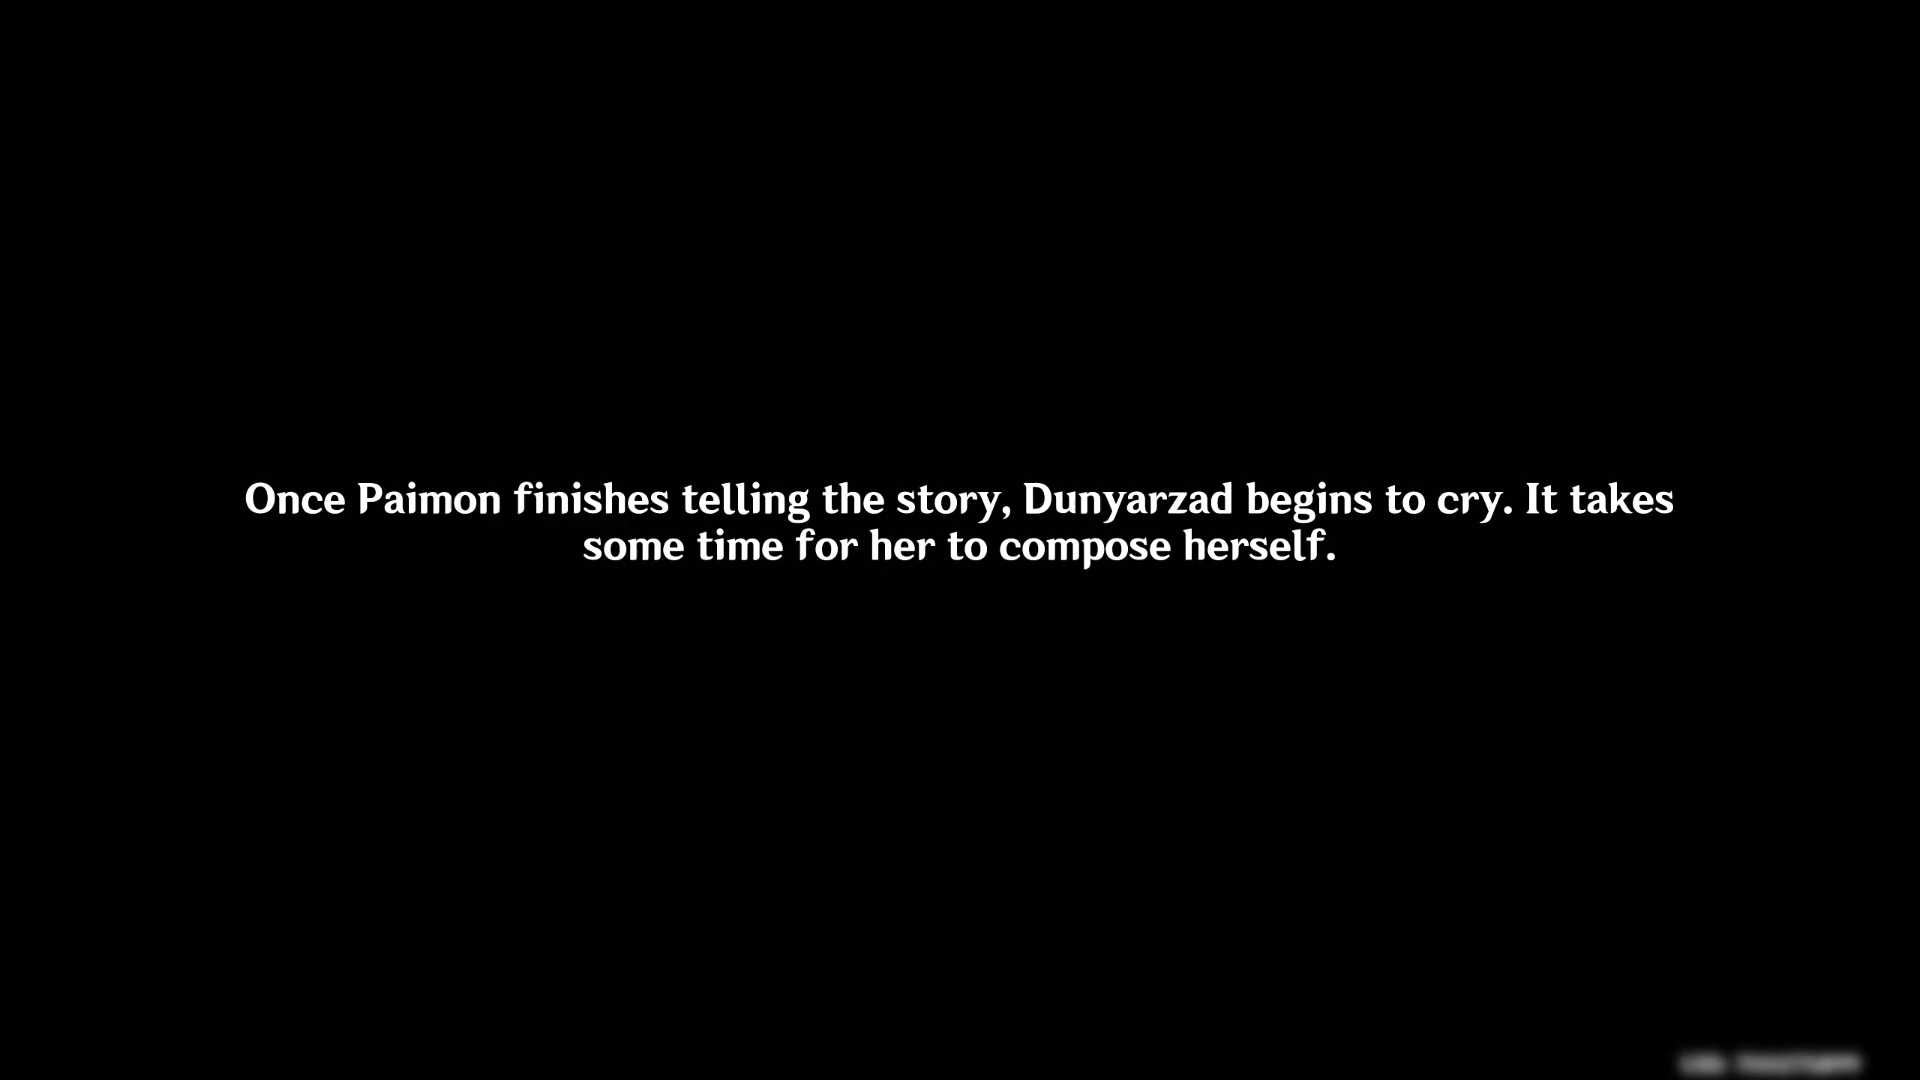 Once Paimon finishes telling the story, Dunyarzad begins to cry. It takes
some time for her to compose herself.